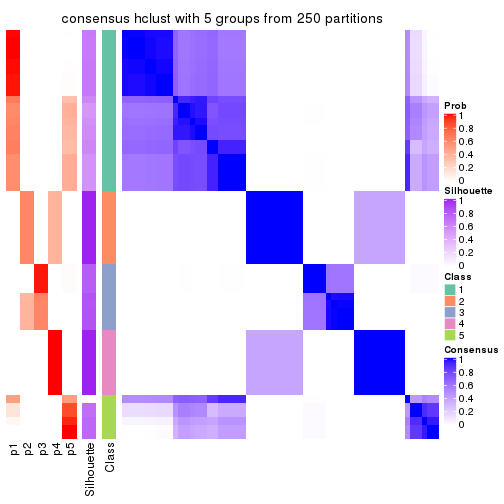 consensus hclust with 5 groups from 250 partitions
Prob
1
0.8
0.6
0.4
0.2
0
Silhouette
1
0.8
0.6
0.4
0.2
0
Class
1
2
3
4
5
Consensus
1
0.8
0.6
0.4
0.2
0
p1
p2
p3
p4
p5
Silhouette
Class